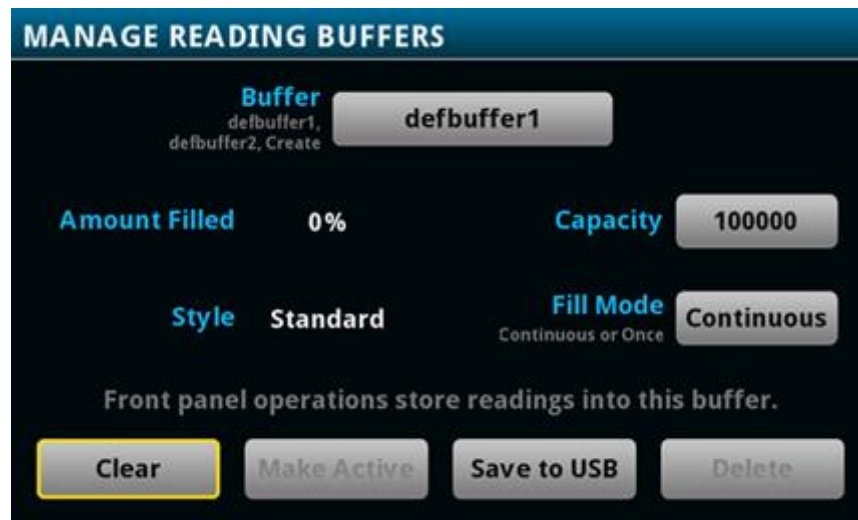 MANAGE READING BUFFERS
Buffer
defbuffer1,
defbuffer2, Create
defbuffer1
Amount Filled
0%
Capacity
100000
Style
Standard
Fill Mode
Continuous or Once
Continuous
Front panel operations store readings into this buffer.
Clear
Make Active
Save to USB
Delete